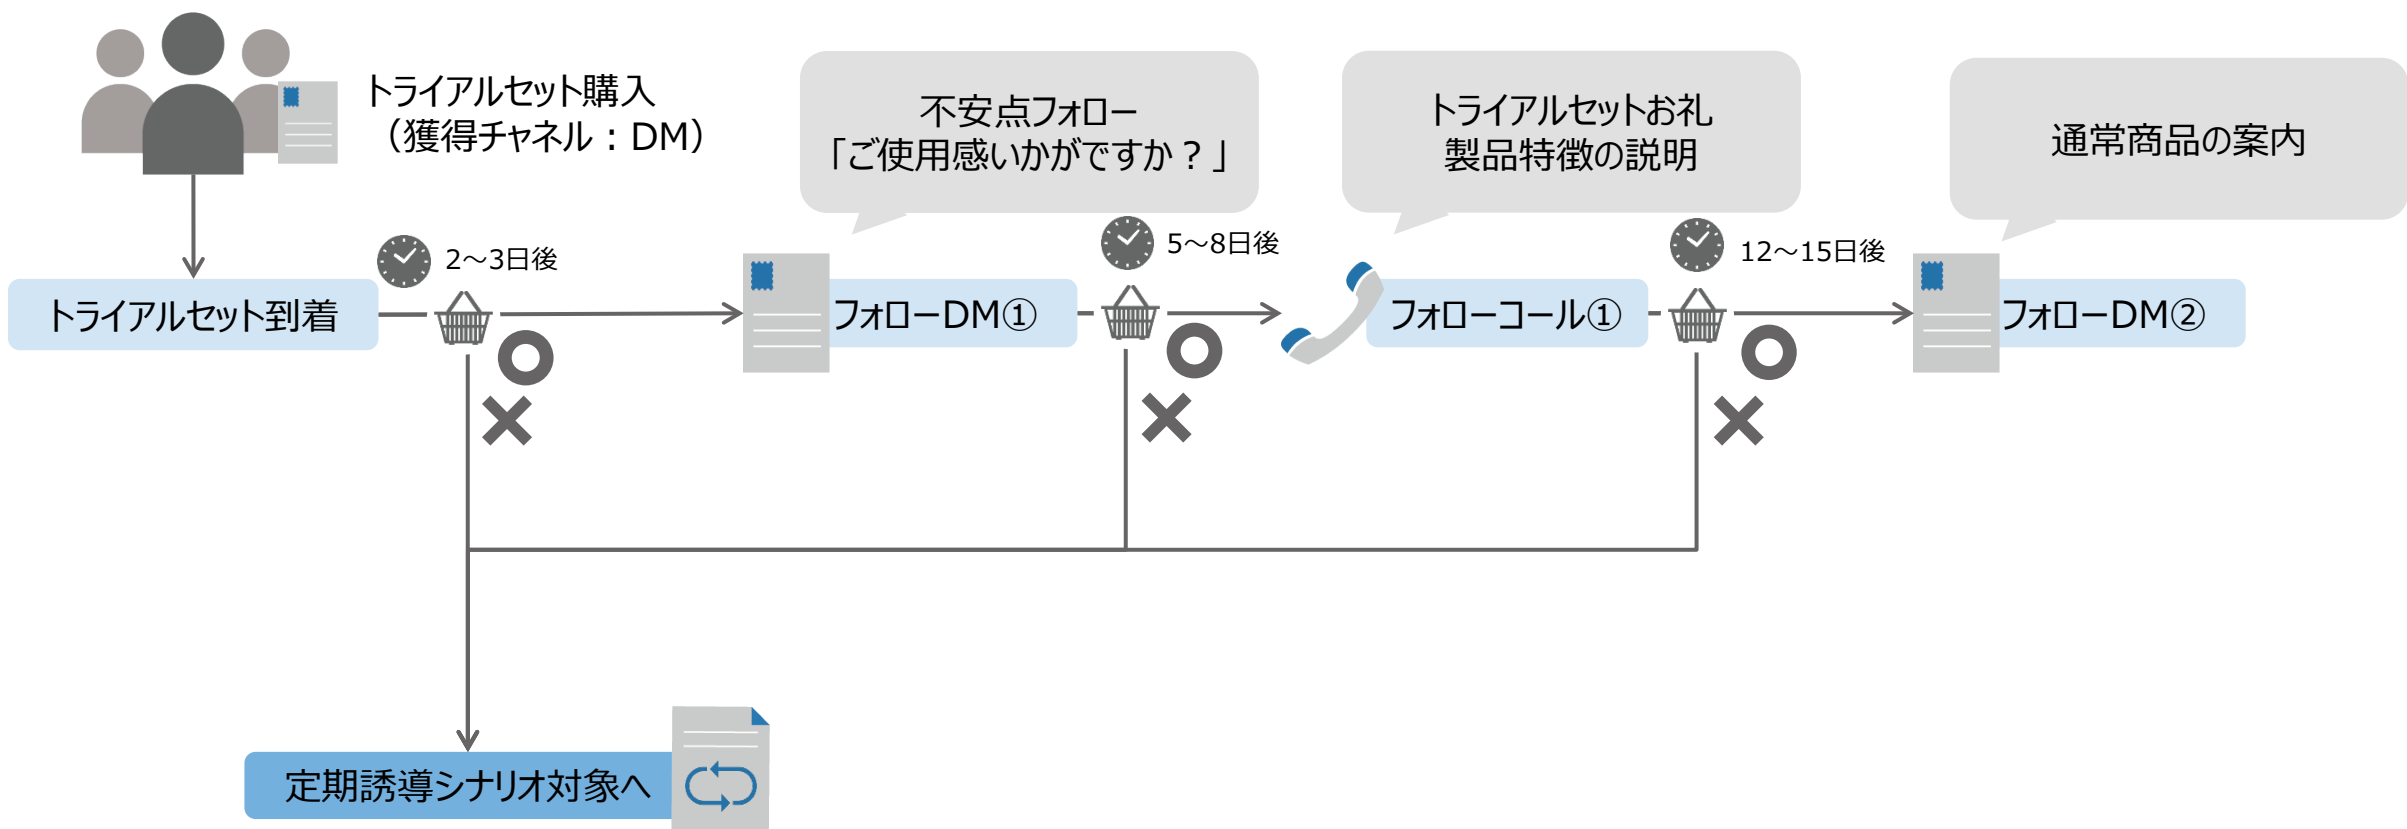 トライアルセット購入
（獲得チャネル：DM）
不安点フォロー
「ご使用感いかがですか？」
トライアルセットお礼
製品特徴の説明
通常商品の案内
2～3日後
5～8日後
12～15日後
トライアルセット到着
フォローDM①
フォローコール①
フォローDM②
定期誘導シナリオ対象へ